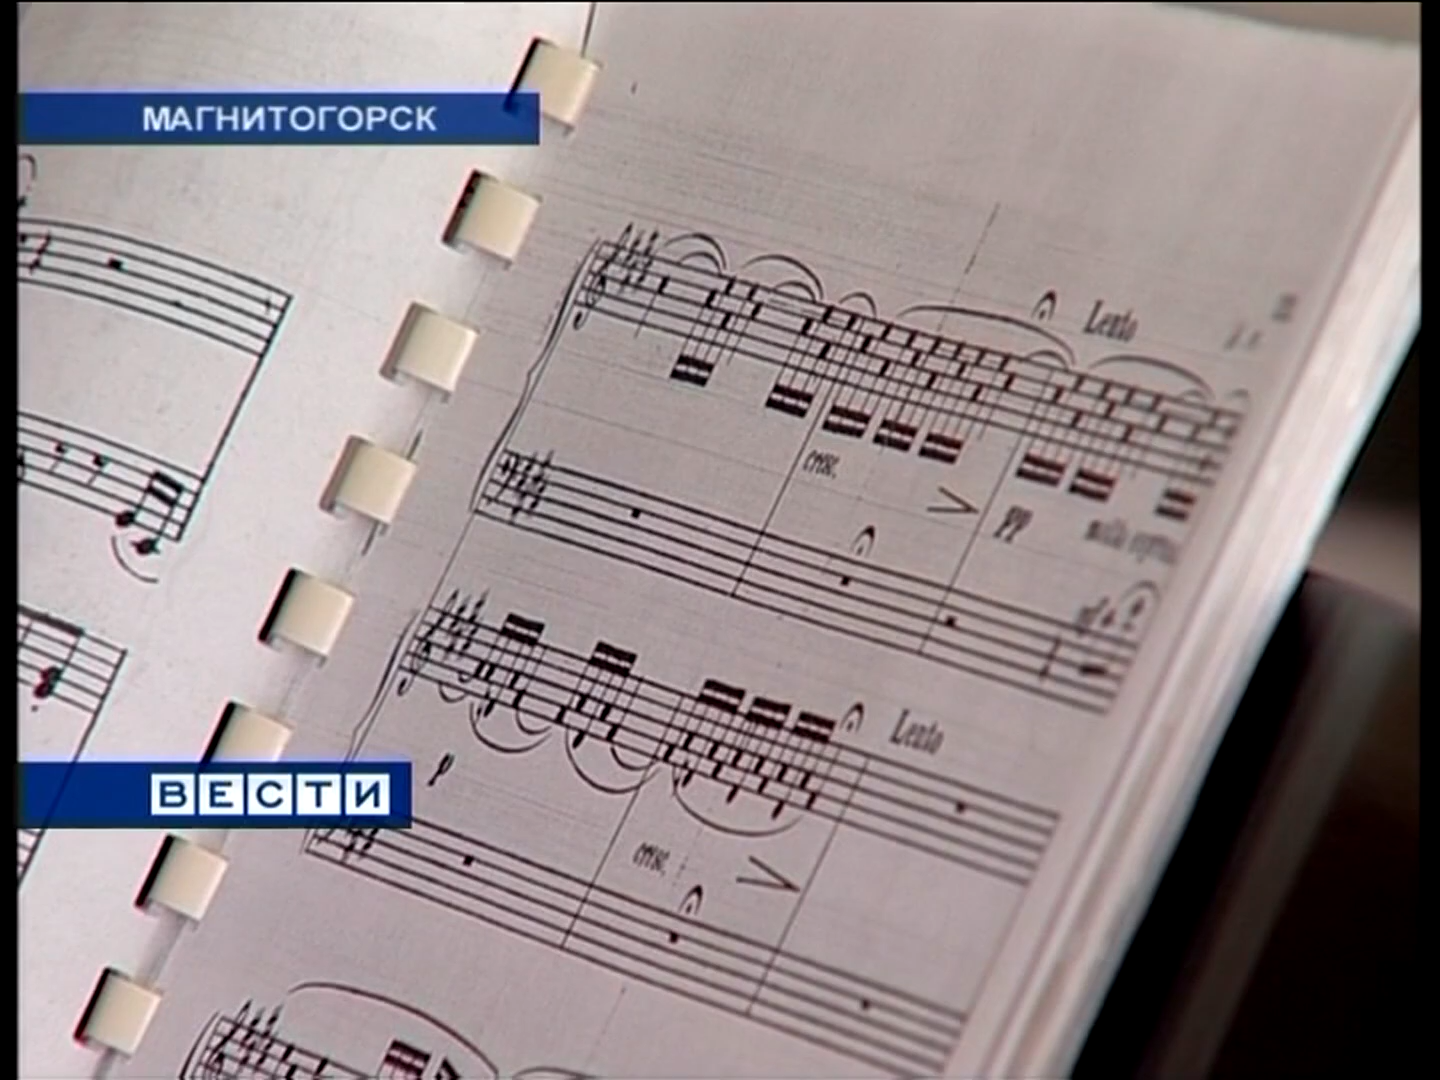 МАГНИТОГОРСК
Lento
cresc.
pp
Lento
p
cresc.
ВЕСТИ